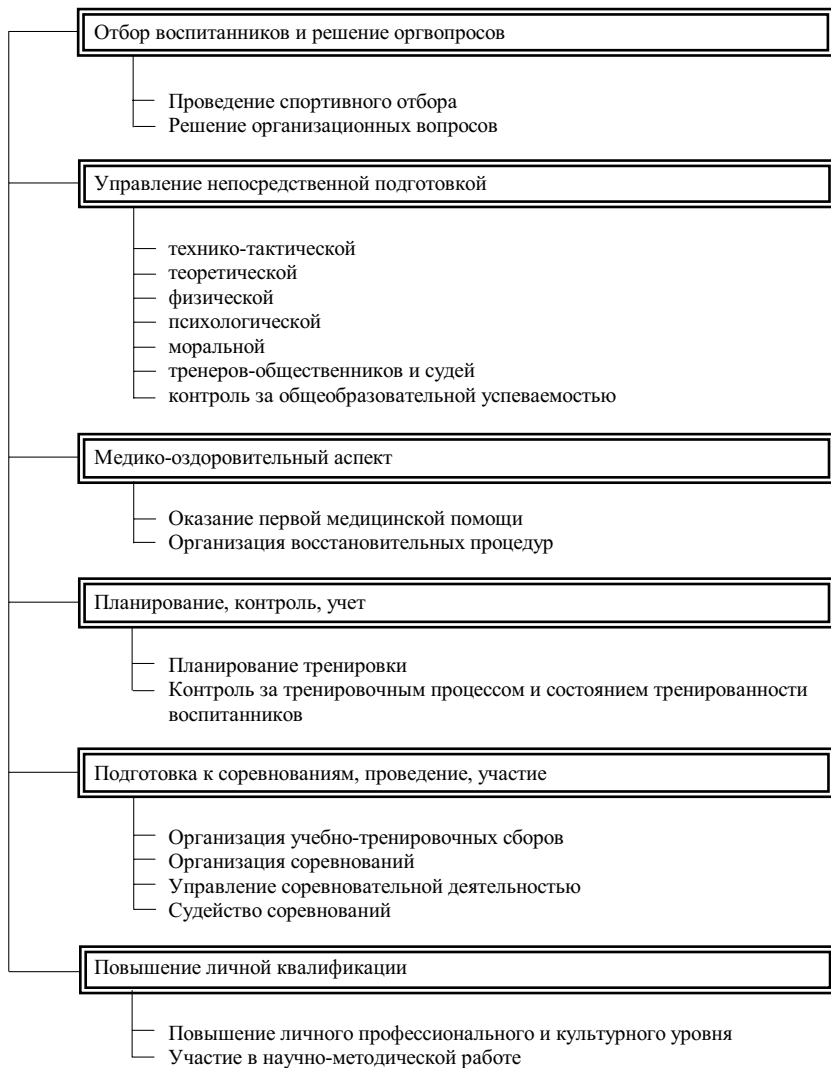 Отбор воспитанников и решение оргвопросов
Проведение спортивного отбора
Решение организационных вопросов
Управление непосредственной подготовкой
технико-тактической
теоретической
физической
психологической
моральной
тренеров-общественников и судей
контроль за общеобразовательной успеваемостью
Медико-оздоровительный аспект
Оказание первой медицинской помощи
Организация восстановительных процедур
Планирование, контроль, учет
Планирование тренировки
Контроль за тренировочным процессом и состоянием тренированности
воспитанников
Подготовка к соревнованиям, проведение, участие
Организация учебно-тренировочных сборов
Организация соревнований
Управление соревновательной деятельностью
Судейство соревнований
Повышение личной квалификации
Повышение личного профессионального и культурного уровня
Участие в научно-методической работе